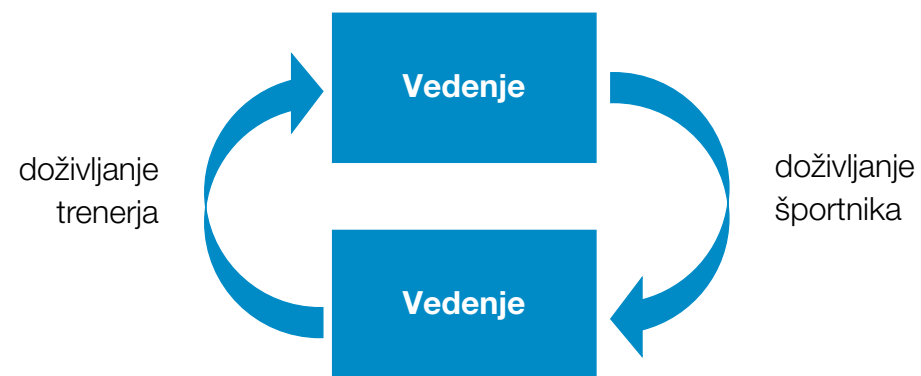 Vedenje
doživljanje
trenerja
doživljanje
športnika
Vedenje